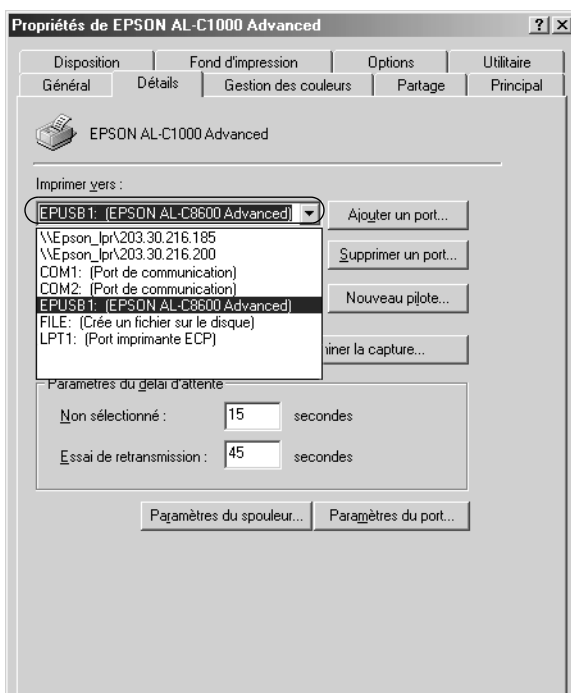 Propriétés de EPSON AL-C1000 Advanced
Disposition Fond d'impression Options Utilitaire
Général Détails Gestion des couleurs Partage Principal
EPSON AL-C1000 Advanced
Imprimer vers :
EPUSB1: (EPSON AL-C8600 Advanced) Ajouter un port...
\\Epson_lpr\203.30.216.185
\\Epson_lpr\203.30.216.200
Supprimer un port...
COM1: (Port de communication)
COM2: (Port de communication)
EPUSB1: (EPSON AL-C8600 Advanced) Nouveau pilote...
FILE: (Crée un fichier sur le disque)
LPT1: (Port imprimante ECP)
iner la capture...
Paramètres du délai d'attente
Non sélectionné : 15 secondes
Essai de retransmission : 45 secondes
Paramètres du spouleur... Paramètres du port...